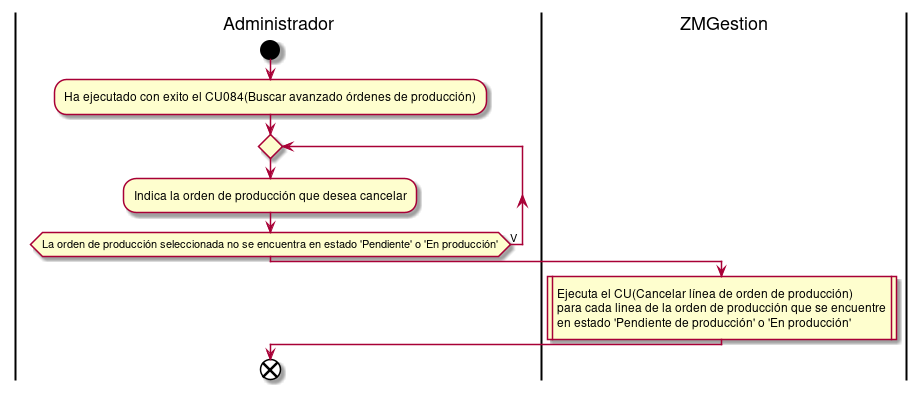 Administrador
ZMGestion
Ha ejecutado con exito el CU084(Buscar avanzado órdenes de producción)
Indica la orden de producción que desea cancelar
La orden de producción seleccionada no se encuentra en estado 'Pendiente' o 'En producción'
V
Ejecuta el CU(Cancelar línea de orden de producción)
para cada linea de la orden de producción que se encuentre
en estado 'Pendiente de producción' o 'En producción'